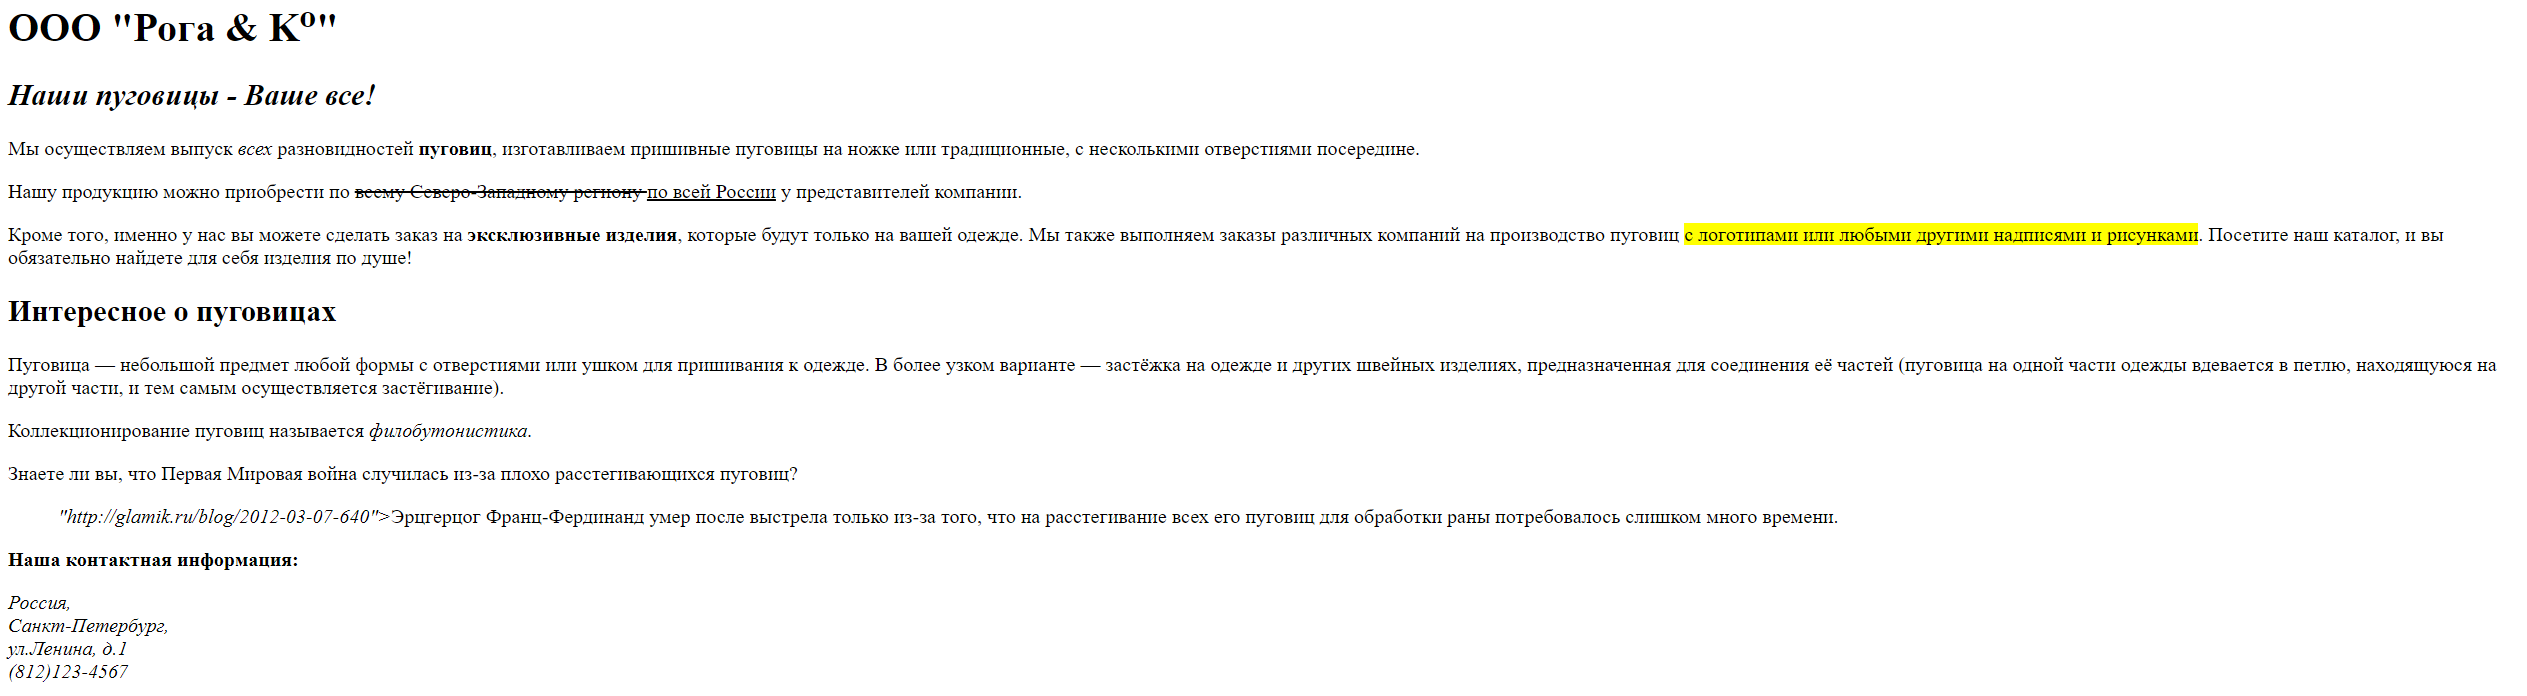 ООО "Рога & Kº"
Наши пуговицы - Ваше все!
Мы осуществляем выпуск всех разновидностей пуговиц, изготавливаем пришивные пуговицы на ножке или традиционные, с несколькими отверстиями посередине.
Нашу продукцию можно приобрести по всему Северо-Западному региону по всей России у представителей компании.
Кроме того, именно у нас вы можете сделать заказ на эксклюзивные изделия, которые будут только на вашей одежде. Мы также выполняем заказы различных компаний на производство пуговиц с логотипами или любыми другими надписями и рисунками. Посетите наш каталог, и вы
обязательно найдете для себя изделия по душе!
Интересное о пуговицах
Пуговица — небольшой предмет любой формы с отверстиями или ушком для пришивания к одежде. В более узком варианте — застёжка на одежде и других швейных изделиях, предназначенная для соединения её частей (пуговица на одной части одежды вдевается в петлю, находящуюся на
другой части, и тем самым осуществляется застёгивание).
Коллекционирование пуговиц называется филобутонистика.
Знаете ли вы, что Первая Мировая война случилась из-за плохо расстегивающихся пуговиц?
"http://glamik.ru/blog/2012-03-07-640">Эрцгерцог Франц-Фердинанд умер после выстрела только из-за того, что на расстегивание всех его пуговиц для обработки раны потребовалось слишком много времени.
Наша контактная информация:
Россия,
Санкт-Петербург,
ул.Ленина, д.1
(812)123-4567